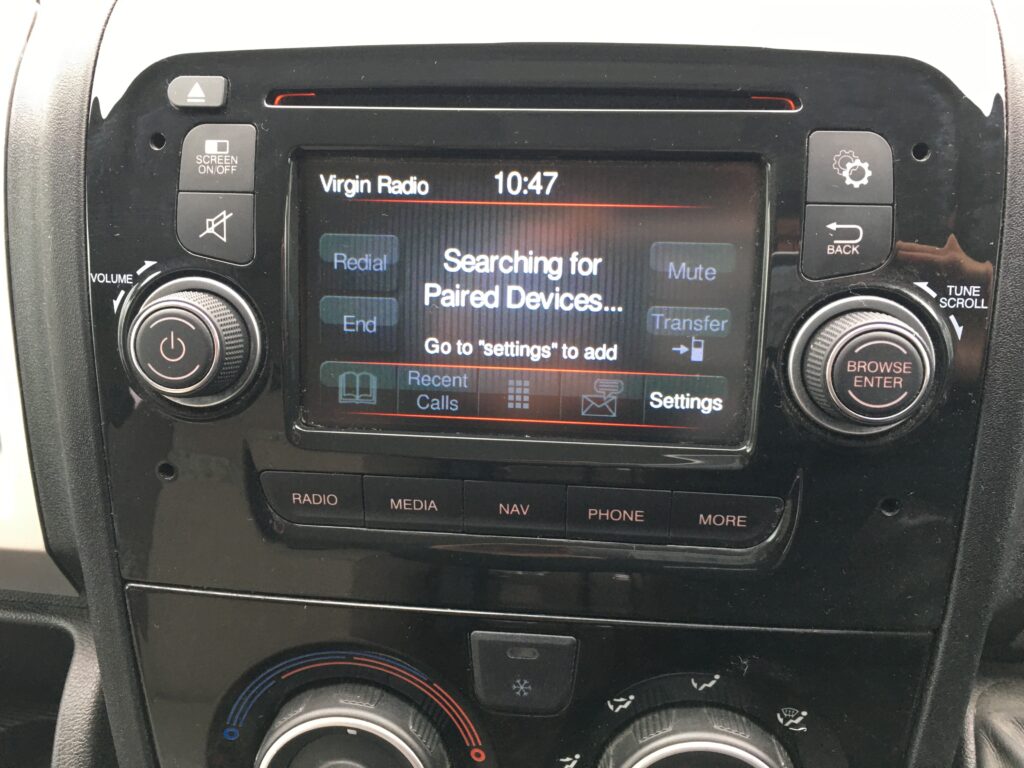 SCREEN
ON/OFF
VOLUME
Virgin Radio 10:47
Redial
End
Searching for
Paired Devices...
Go to "settings" to add
Mute
Transfer
Recent
Calls
Settings
BACK
TUNE
SCROLL
BROWSE
ENTER
RADIO
MEDIA
NAV
PHONE
MORE